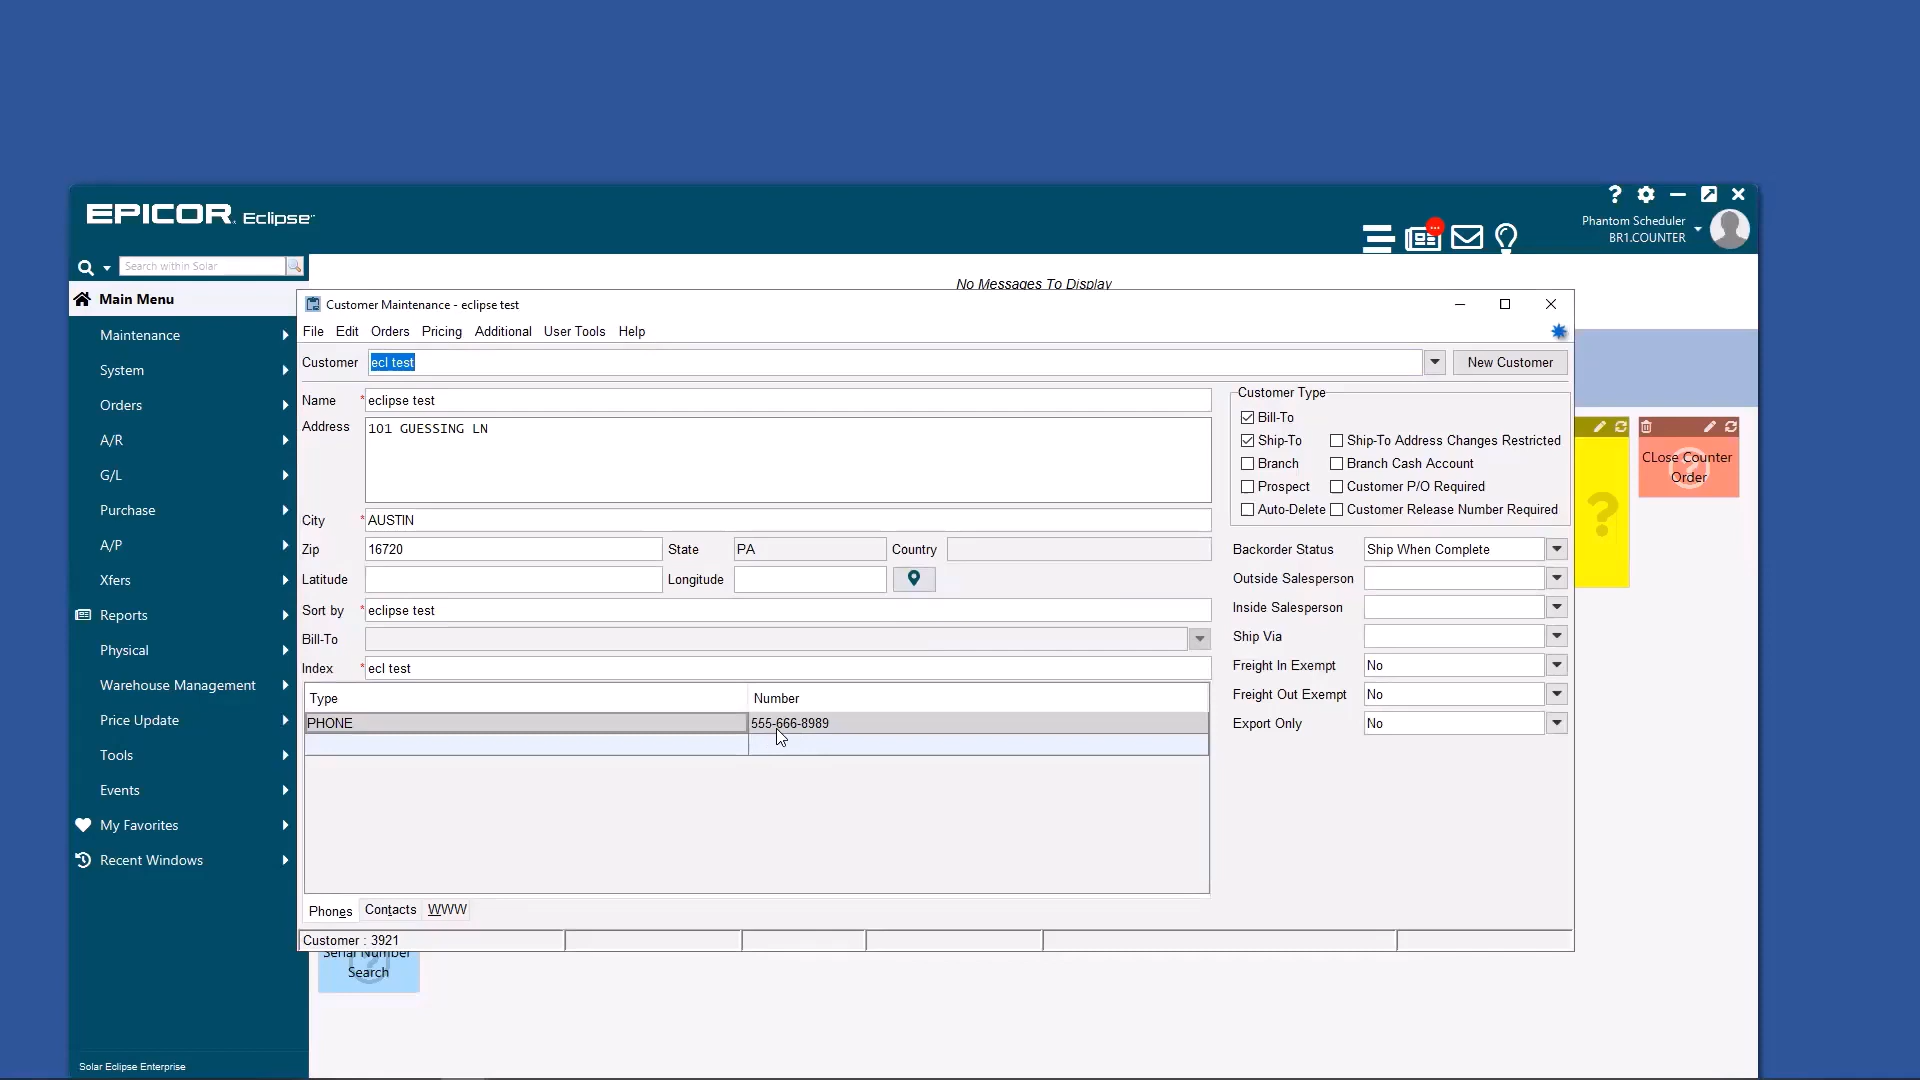 EPICOR Eclipse
Phantom Scheduler
BR1.COUNTER
Search within Solar
No Messages To Display
Main Menu
Maintenance
System
Orders
A/R
G/L
Purchase
A/P
Xfers
Reports
Physical
Warehouse Management
Price Update
Tools
Events
My Favorites
Recent Windows
Solar Eclipse Enterprise
Customer Maintenance - eclipse test
File Edit Orders Pricing Additional User Tools Help
Customer ecl test New Customer
Name *eclipse test
Address 101 GUESSING LN
City *AUSTIN
Zip 16720 State PA Country
Latitude Longitude
Sort by *eclipse test
Bill-To
Index *ecl test
Type Number
PHONE 555-666-8989
Phones Contacts WWW
Customer : 3921
Customer Type
Bill-To
Ship-To Ship-To Address Changes Restricted
Branch Branch Cash Account
Prospect Customer P/O Required
Auto-Delete Customer Release Number Required
Backorder Status Ship When Complete
Outside Salesperson
Inside Salesperson
Ship Via
Freight In Exempt No
Freight Out Exempt No
Export Only No
CLose Counter
Order
Serial Number
Search